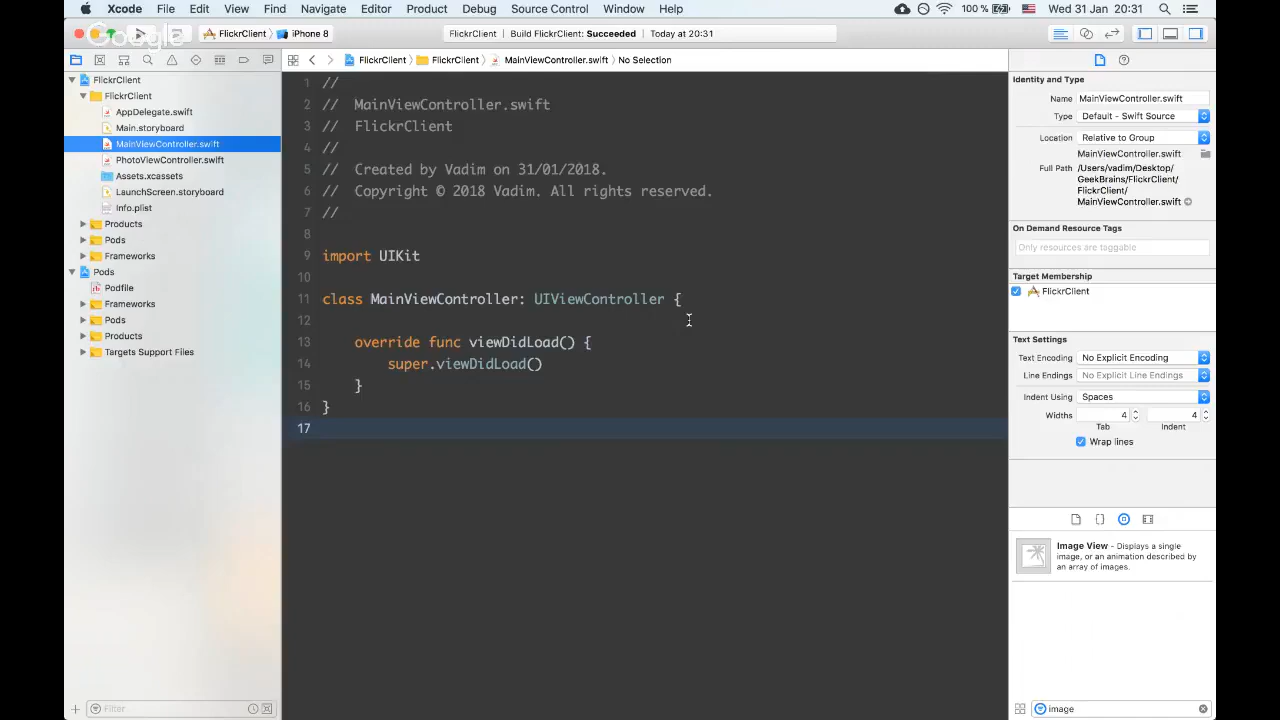 Xcode File Edit View Find Navigate Editor Product Debug Source Control Window Help 100 % Wed 31 Jan 20:31
Google
FlickrClient iPhone 8 FlickrClient | Build FlickrClient: Succeeded | Today at 20:31
FlickrClient FlickrClient MainViewController.swift No Selection
FlickrClient
FlickrClient
AppDelegate.swift
Main.storyboard
MainViewController.swift
PhotoViewController.swift
Assets.xcassets
LaunchScreen.storyboard
Info.plist
Products
Pods
Frameworks
Pods
Podfile
Frameworks
Pods
Products
Targets Support Files
Filter
1 //
2 // MainViewController.swift
3 // FlickrClient
4 //
5 // Created by Vadim on 31/01/2018.
6 // Copyright © 2018 Vadim. All rights reserved.
7 //
8
9 import UIKit
10
11 class MainViewController: UIViewController {
12
13 override func viewDidLoad() {
14 super.viewDidLoad()
15 }
16 }
17
Identity and Type
Name MainViewController.swift
Type Default - Swift Source
Location Relative to Group
MainViewController.swift
Full Path /Users/vadim/Desktop/
GeekBrains/FlickrClient/
FlickrClient/
MainViewController.swift
On Demand Resource Tags
Only resources are taggable
Target Membership
FlickrClient
Text Settings
Text Encoding No Explicit Encoding
Line Endings No Explicit Line Endings
Indent Using Spaces
Widths 4 4
Tab Indent
Wrap lines
Image View - Displays a single
image, or an animation described by
an array of images.
image